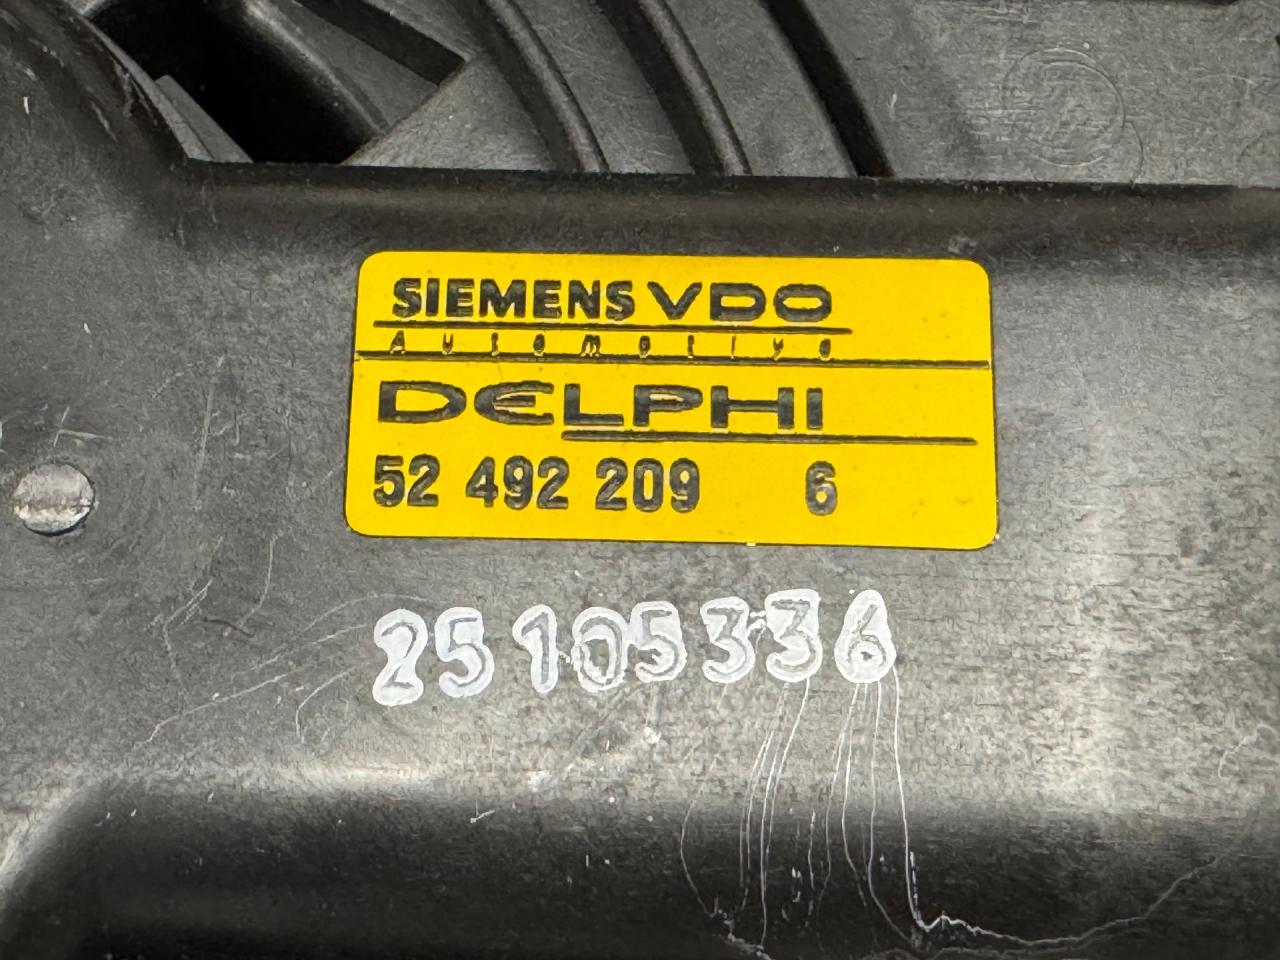 SIEMENS VDO
Automotive
DELPHI
52 492 209 6
25105336